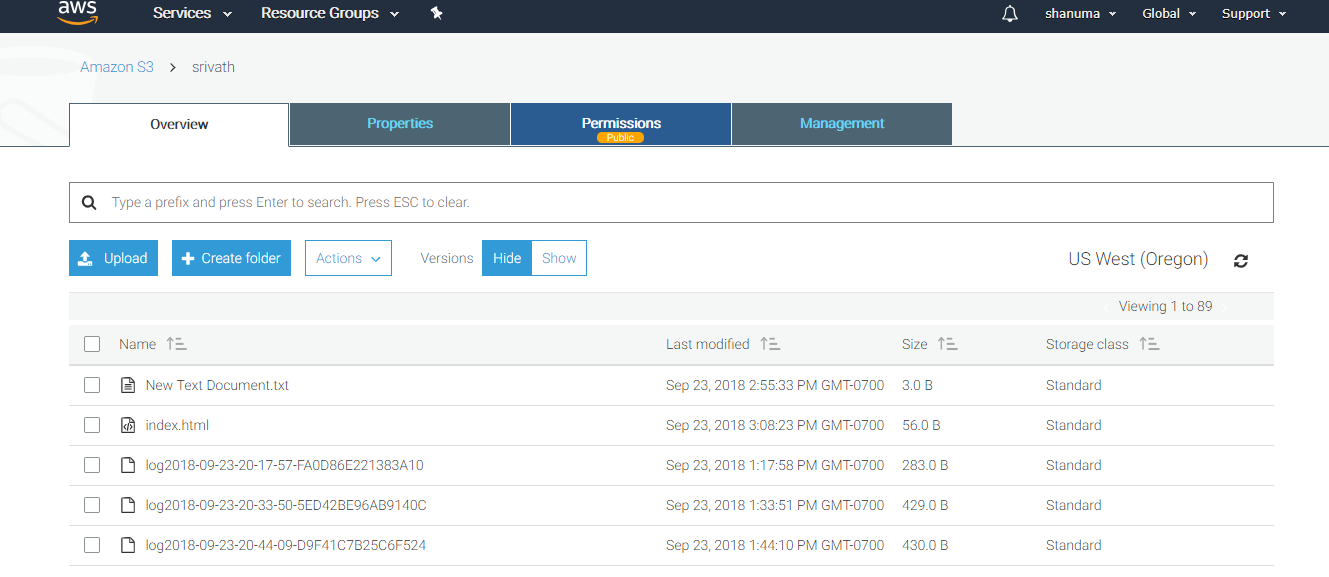 aws Services Resource Groups shanuma Global Support
Amazon S3 > srivath
Overview Properties Permissions Management
Public
Type a prefix and press Enter to search. Press ESC to clear.
Upload Create folder Actions Versions Hide Show US West (Oregon)
Viewing 1 to 89
Name Last modified Size Storage class
New Text Document.txt Sep 23, 2018 2:55:33 PM GMT-0700 3.0 B Standard
index.html Sep 23, 2018 3:08:23 PM GMT-0700 56.0 B Standard
log2018-09-23-20-17-57-FA0D86E221383A10 Sep 23, 2018 1:17:58 PM GMT-0700 283.0 B Standard
log2018-09-23-20-33-50-5ED42BE96AB9140C Sep 23, 2018 1:33:51 PM GMT-0700 429.0 B Standard
log2018-09-23-20-44-09-D9F41C7B25C6F524 Sep 23, 2018 1:44:10 PM GMT-0700 430.0 B Standard